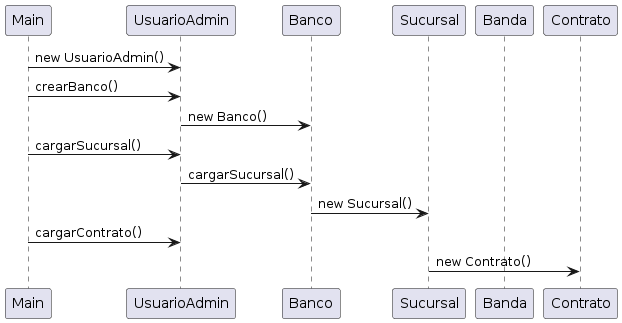 Main UsuarioAdmin Banco Sucursal Banda Contrato
new UsuarioAdmin()
crearBanco()
new Banco()
cargarSucursal()
cargarSucursal()
new Sucursal()
cargarContrato()
new Contrato()
Main UsuarioAdmin Banco Sucursal Banda Contrato